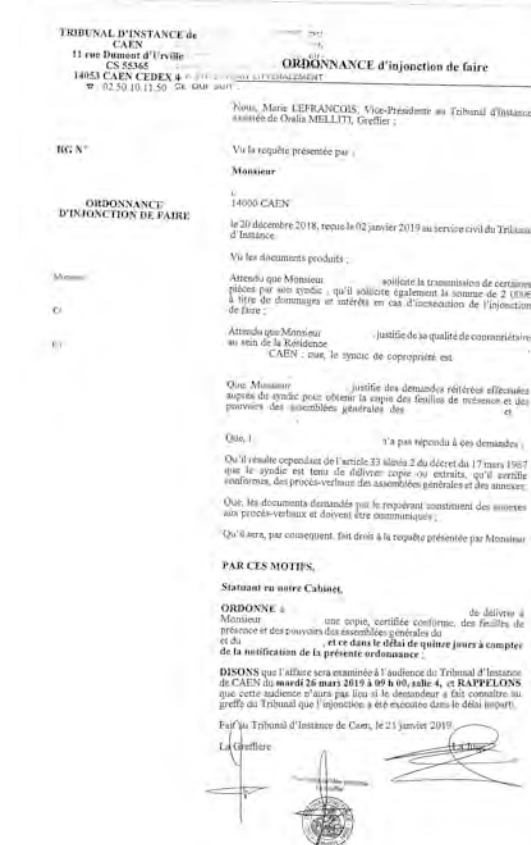 TRIBUNAL D'INSTANCE de
CAEN
11 rue Dumont d'Urville
CS 55365
14053 CAEN CEDEX 4
☎ : 02.50.10.11.50
ORDONNANCE d'injonction de faire
Nous, Marie LEFRANCOIS, Vice-Présidente au Tribunal d'Instance
assistée de Oralia MELLITI, Greffier ;
RG N°
Vu la requête présentée par ;
Monsieur
14000 CAEN
ORDONNANCE
D'INJONCTION DE FAIRE
le 20 décembre 2018, reçue le 02 janvier 2019 au service civil du Tribunal
d'Instance.
Vu les documents produits ;
Monsieur
Attendu que Monsieur sollicite la transmission de certaines
pièces par son syndic ; qu'il sollicite également la somme de 2 000€
à titre de dommages et intérêts en cas d'inexécution de l'injonction
de faire ;
C/
Attendu que Monsieur justifie de sa qualité de copropriétaire
au sein de la Résidence
CAEN ; que, le syndic de copropriété est
Que Monsieur justifie des demandes réitérées effectuées
auprès du syndic pour obtenir la copie des feuilles de présence et des
pouvoirs des assemblées générales des et
Que, n'a pas répondu à ces demandes ;
Qu'il résulte cependant de l'article 33 alinéa 2 du décret du 17 mars 1967
que le syndic est tenu de délivrer copie ou extraits, qu'il certifie
conformes, des procès-verbaux des assemblées générales et des annexes;
Que, les documents demandés par le requérant constituent des annexes
aux procès-verbaux et doivent être communiqués ;
Qu'il sera, par conséquent, fait droit à la requête présentée par Monsieur
PAR CES MOTIFS,
Statuant en notre Cabinet,
ORDONNE à de délivrer à
Monsieur une copie, certifiée conforme, des feuilles de
présence et des pouvoirs des assemblées générales du
et du , et ce dans le délai de quinze jours à compter
de la notification de la présente ordonnance ;
DISONS que l'affaire sera examinée à l'audience du Tribunal d'Instance
de CAEN du mardi 26 mars 2019 à 09 h 00, salle 4, et RAPPELONS
que cette audience n'aura pas lieu si le demandeur a fait connaître au
greffe du Tribunal que l'injonction a été exécutée dans le délai imparti.
Fait au Tribunal d'Instance de Caen, le 21 janvier 2019
La Greffière
La Juge